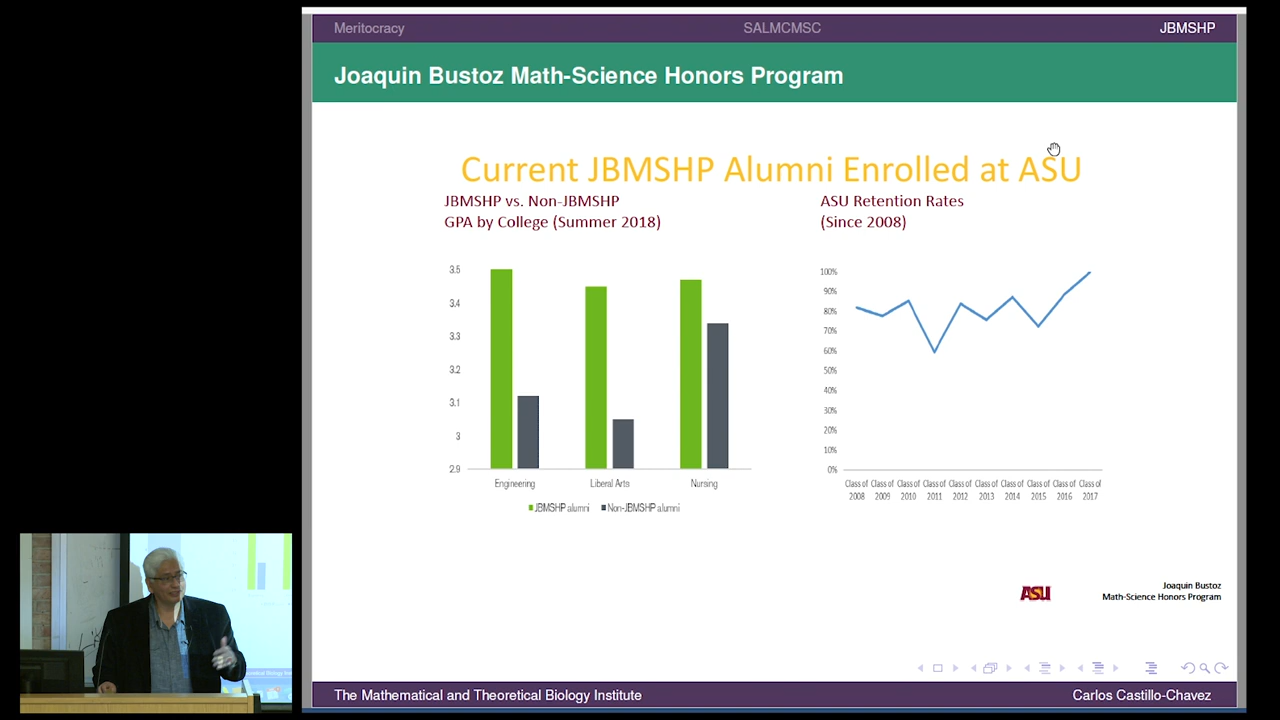 Meritocracy SALMCMSC JBMSHP
Joaquin Bustoz Math-Science Honors Program
Current JBMSHP Alumni Enrolled at ASU
JBMSHP vs. Non-JBMSHP
GPA by College (Summer 2018)
3.5
3.4
3.3
3.2
3.1
3
2.9
Engineering Liberal Arts Nursing
JBMSHP alumni Non-JBMSHP alumni
ASU Retention Rates
(Since 2008)
100%
90%
80%
70%
60%
50%
40%
30%
20%
10%
0%
Class of Class of Class of Class of Class of Class of Class of Class of Class of Class of
2008 2009 2010 2011 2012 2013 2014 2015 2016 2017
ASU
Joaquin Bustoz
Math-Science Honors Program
The Mathematical and Theoretical Biology Institute Carlos Castillo-Chavez